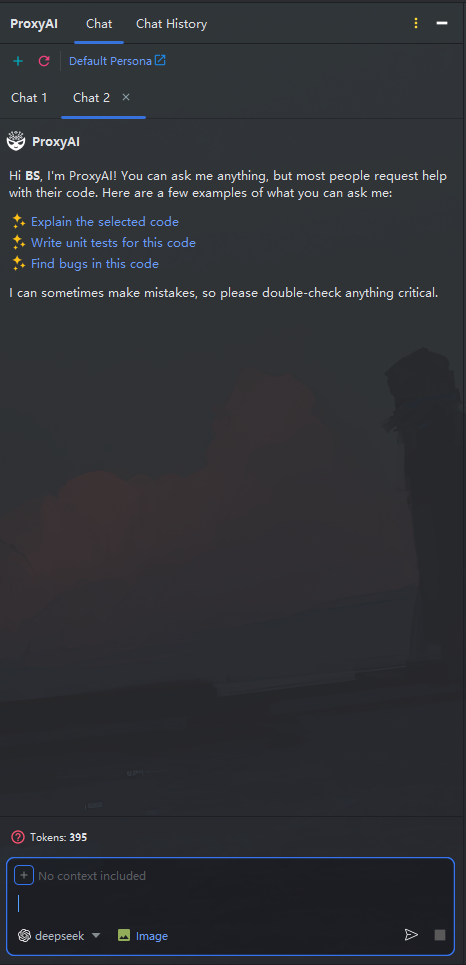 ProxyAI Chat Chat History
Default Persona
Chat 1 Chat 2
ProxyAI
Hi BS, I'm ProxyAI! You can ask me anything, but most people request help
with their code. Here are a few examples of what you can ask me:
Explain the selected code
Write unit tests for this code
Find bugs in this code
I can sometimes make mistakes, so please double-check anything critical.
Tokens: 395
No context included
deepseek Image